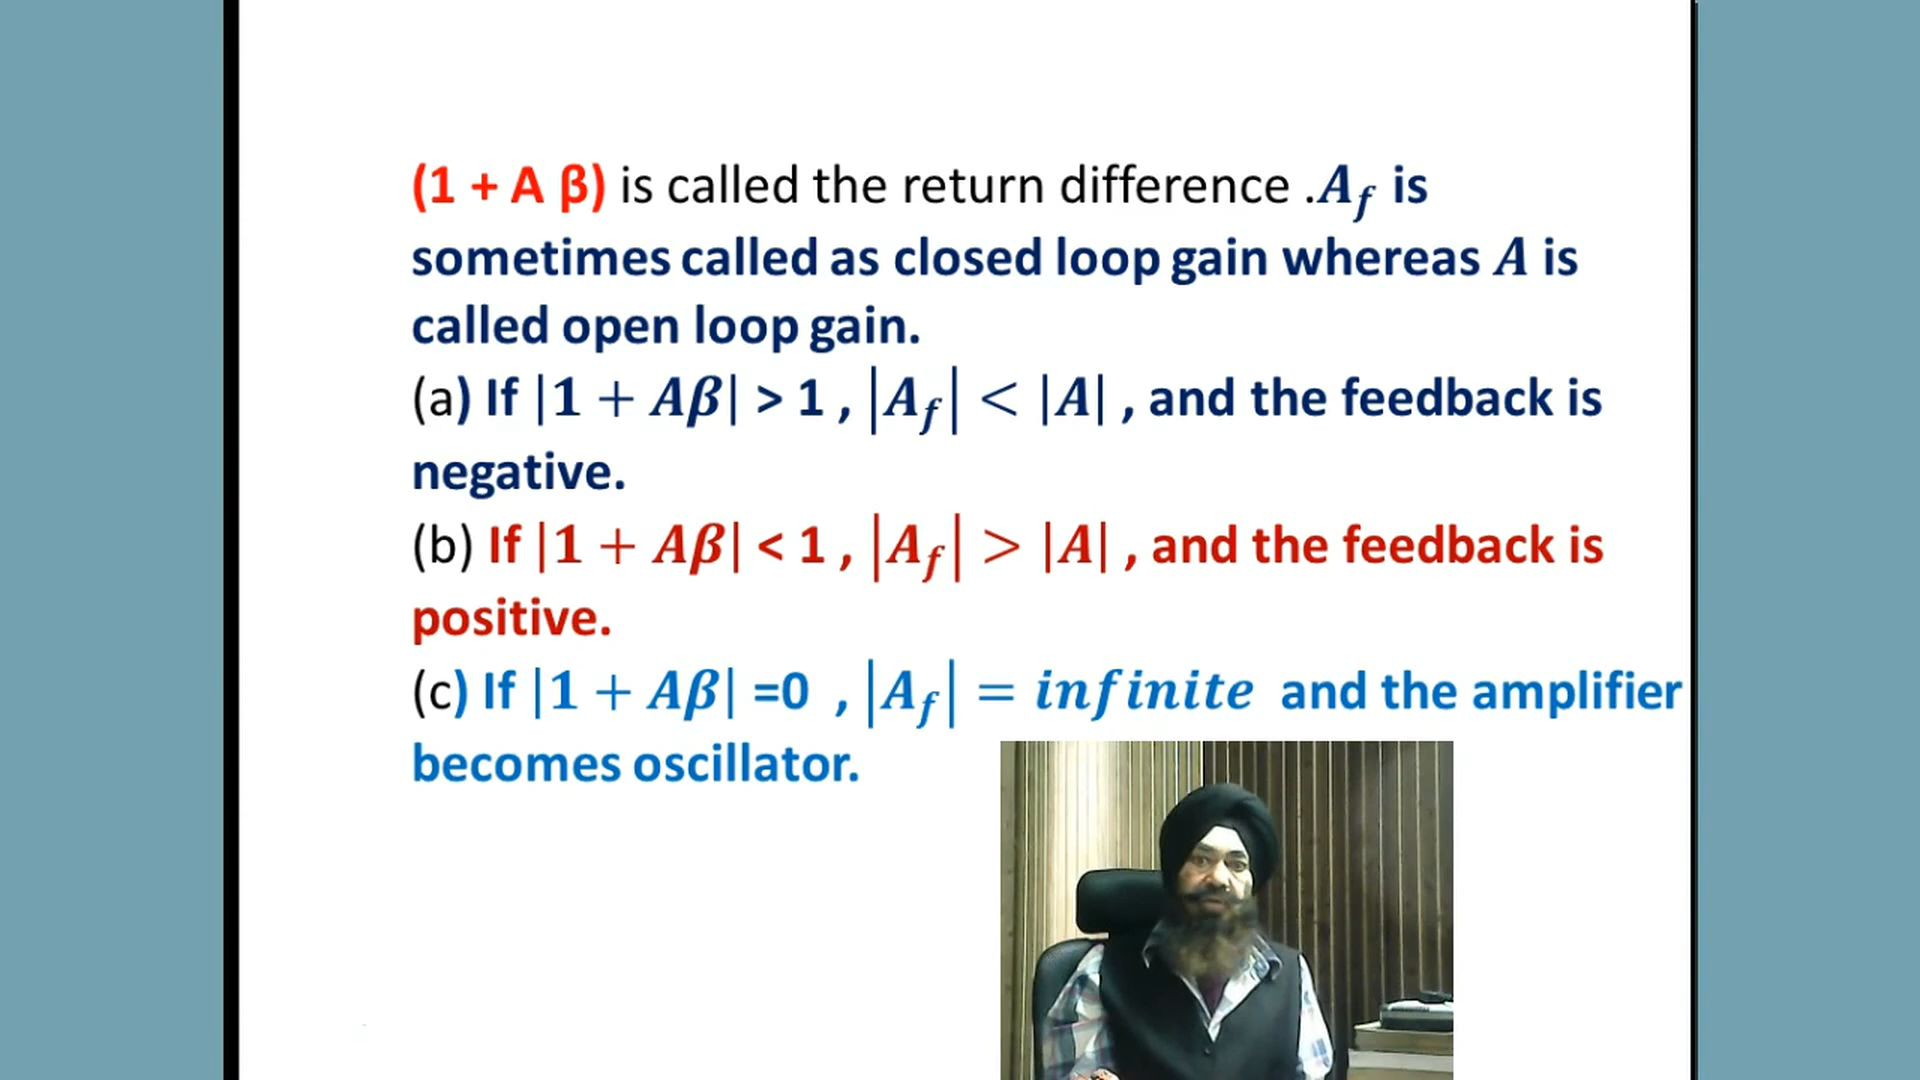 (1 + A β) is called the return difference .A_f is
sometimes called as closed loop gain whereas A is
called open loop gain.
(a) If |1 + Aβ| > 1 , |A_f| < |A| , and the feedback is
negative.
(b) If |1 + Aβ| < 1 , |A_f| > |A| , and the feedback is
positive.
(c) If |1 + Aβ| =0 , |A_f| = infinite and the amplifier
becomes oscillator.